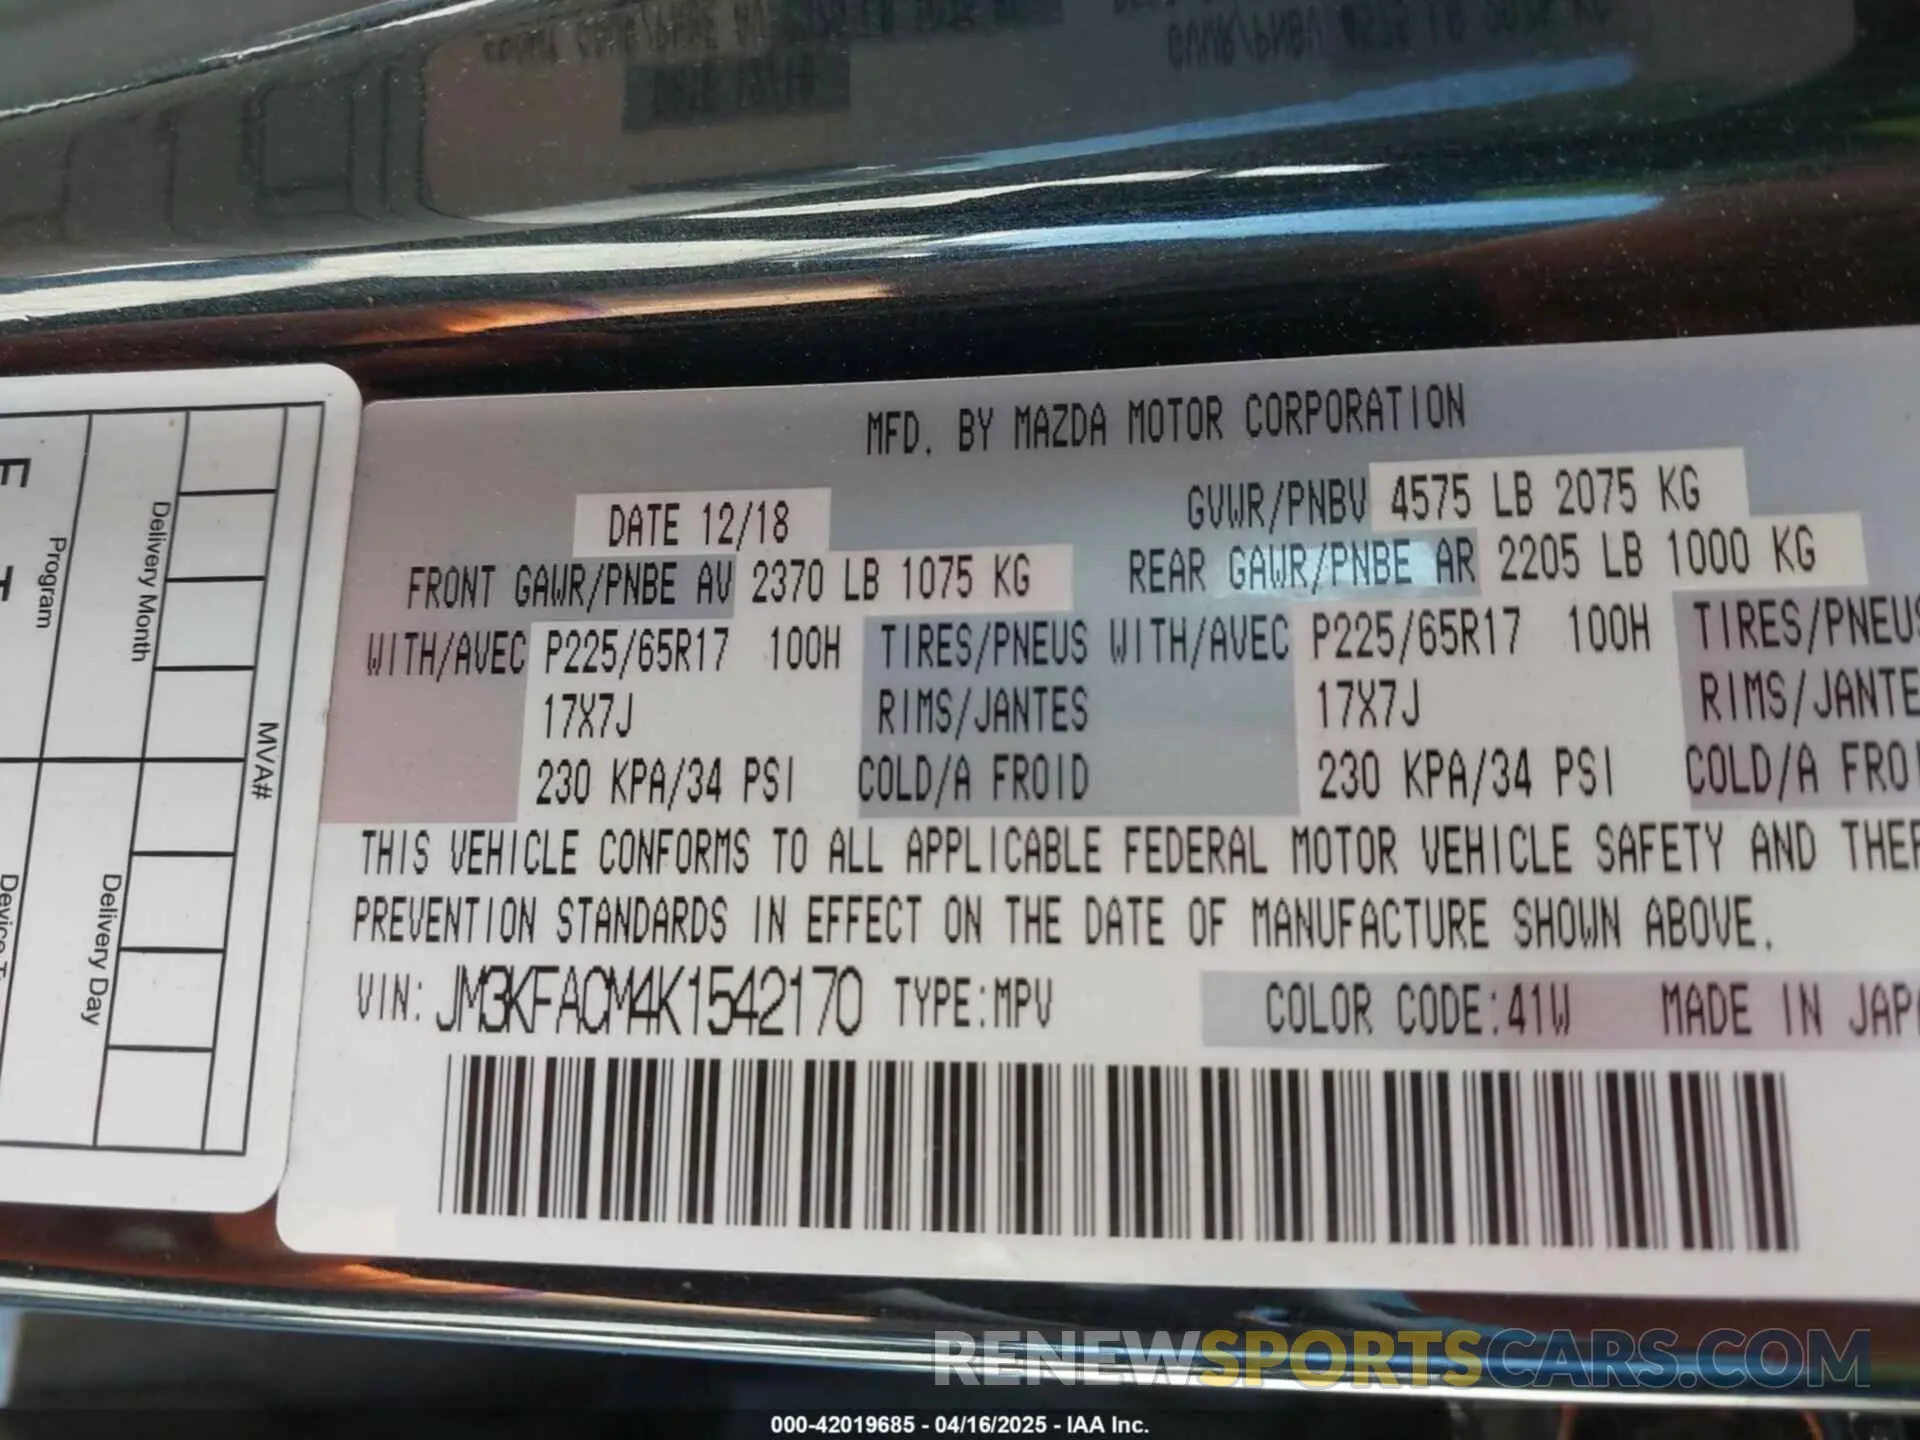 MFD. BY MAZDA MOTOR CORPORATION
DATE 12/18
GVWR/PNBV 4575 LB 2075 KG
FRONT GAWR/PNBE AV 2370 LB 1075 KG
REAR GAWR/PNBE AR 2205 LB 1000 KG
WITH/AVEC P225/65R17 100H TIRES/PNEUS WITH/AVEC P225/65R17 100H TIRES/PNEUS
17X7J RIMS/JANTES 17X7J RIMS/JANTE
230 KPA/34 PSI COLD/A FROID 230 KPA/34 PSI COLD/A FROI
THIS VEHICLE CONFORMS TO ALL APPLICABLE FEDERAL MOTOR VEHICLE SAFETY AND THEF
PREVENTION STANDARDS IN EFFECT ON THE DATE OF MANUFACTURE SHOWN ABOVE.
VIN: JM3KFACM4K1542170 TYPE:MPV COLOR CODE:41W MADE IN JAPA
MVA#
Delivery Month
Delivery Day
Program
RENEWSPORTSCARS.COM
000-42019685 - 04/16/2025 - IAA Inc.